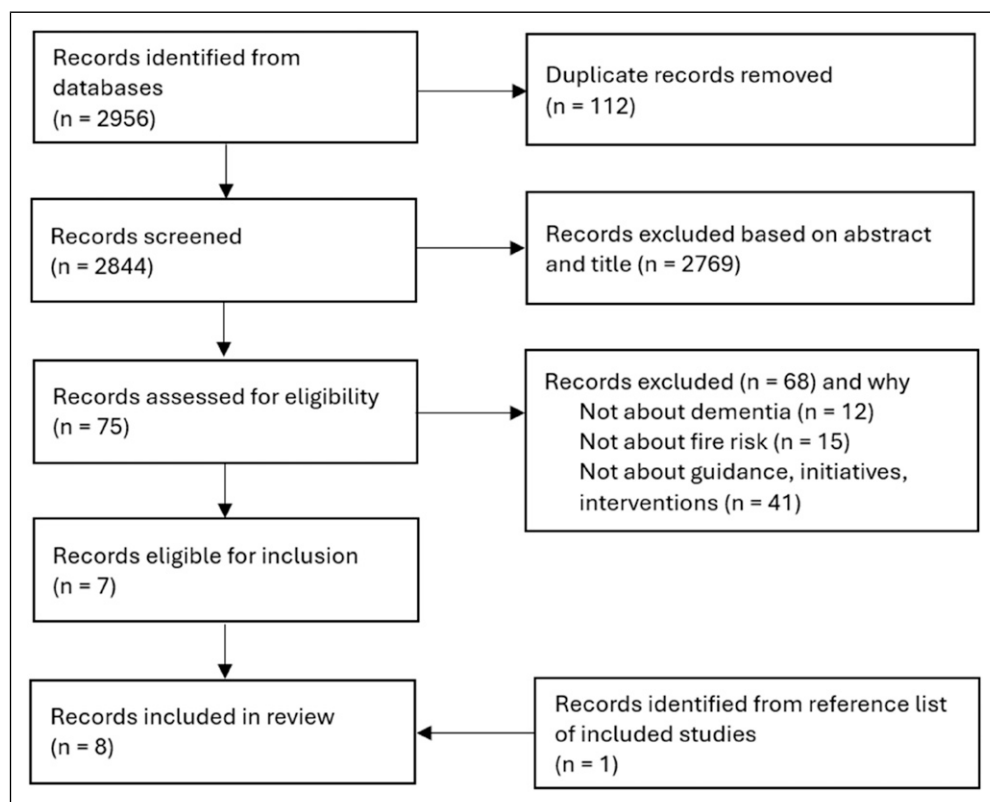 Records identified from
databases
(n = 2956)
Duplicate records removed
(n = 112)
Records screened
(n = 2844)
Records excluded based on abstract
and title (n = 2769)
Records assessed for eligibility
(n = 75)
Records excluded (n = 68) and why
Not about dementia (n = 12)
Not about fire risk (n = 15)
Not about guidance, initiatives,
interventions (n = 41)
Records eligible for inclusion
(n = 7)
Records included in review
(n = 8)
Records identified from reference list
of included studies
(n = 1)